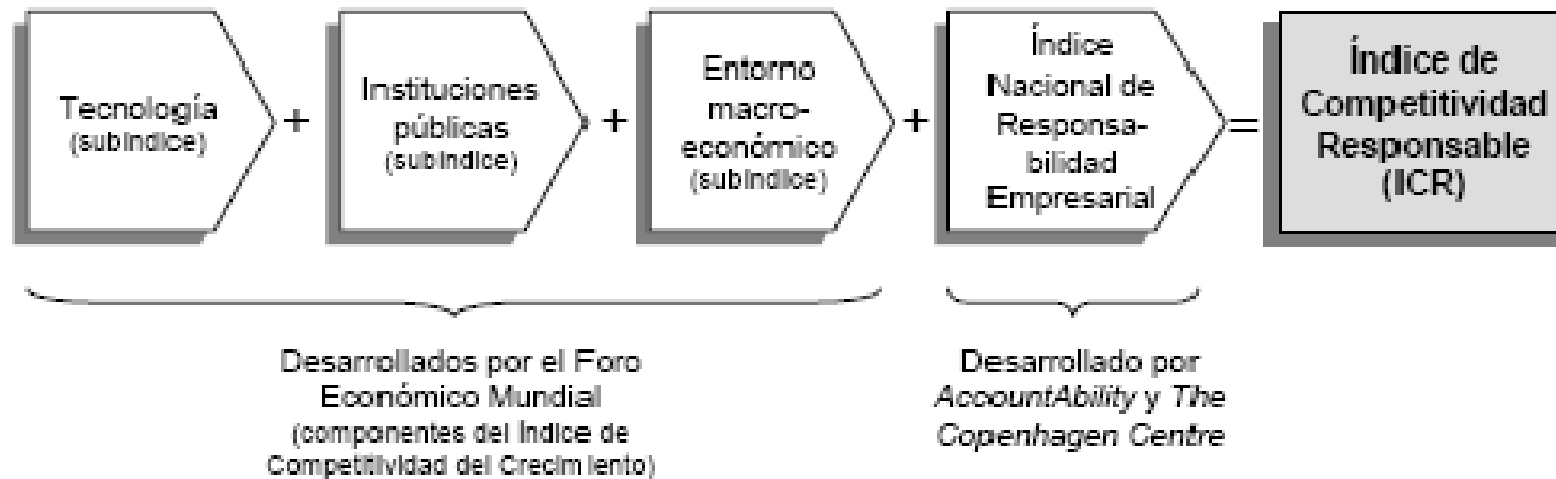 Tecnología
(subíndice)
+
Instituciones
públicas
(subíndice)
+
Entorno
macro-
económico
(subíndice)
+
Índice
Nacional de
Responsa-
bilidad
Empresarial
=
Índice de
Competitividad
Responsable
(ICR)
Desarrollados por el Foro
Económico Mundial
(componentes del Índice de
Competitividad del Crecimiento)
Desarrollado por
AccountAbility y The
Copenhagen Centre